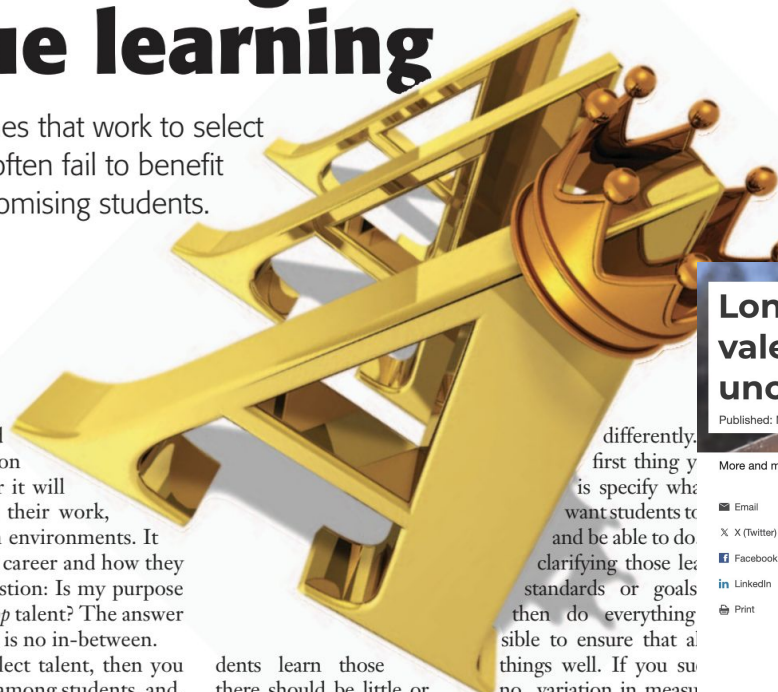 ue learning
es that work to select
often fail to benefit
omising students.
on
it will
their work,
environments. It
career and how they
stion: Is my purpose
p talent? The answer
is no in-between.
lect talent, then you
among students, and
dents learn those
there should be little or
differently.
first thing y
is specify wha
want students to
and be able to do
clarifying those lea
standards or goals
then do everything
sible to ensure that al
things well. If you suc
no variation in measu
Lon
vale
unc
Published:
More and m
Email
X (Twitter)
Facebook
LinkedIn
Print